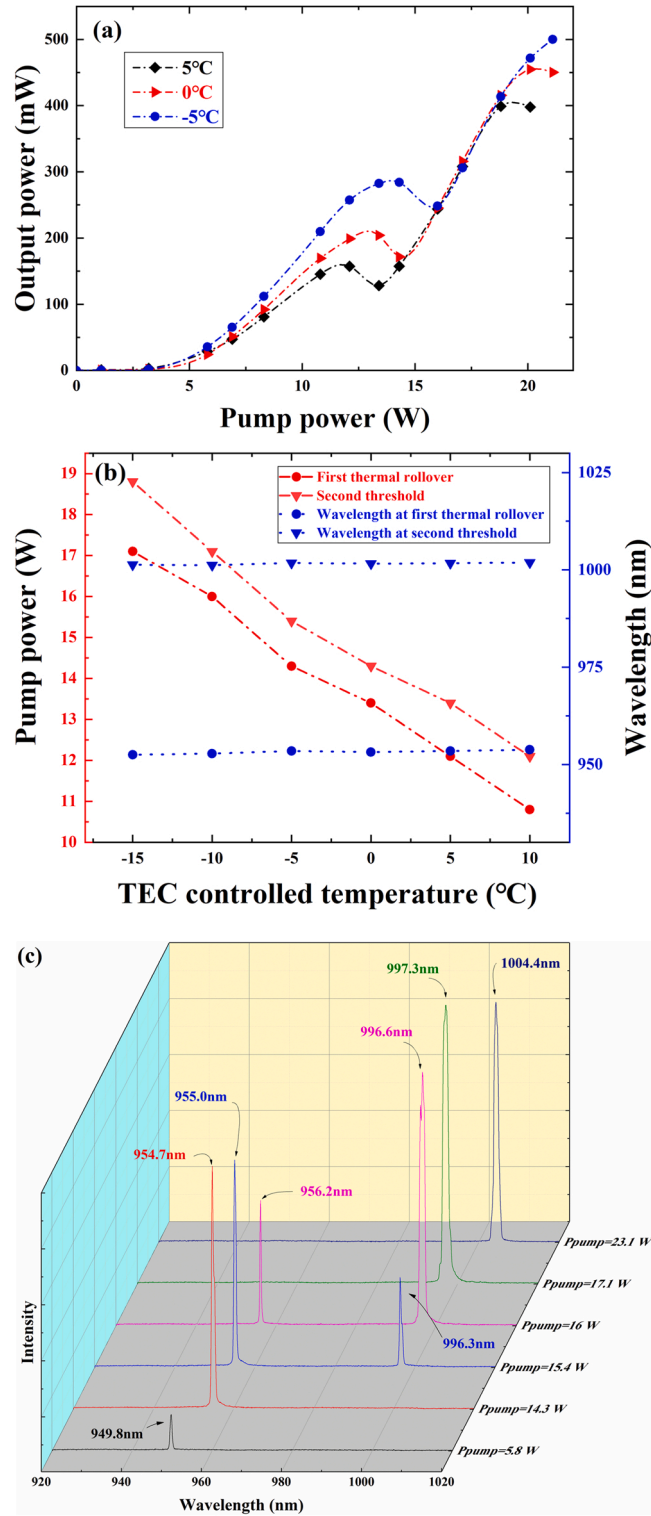 (a)
500
400
300
200
100
0
Output power (mW)
5°C
0°C
-5°C
0 5 10 15 20
Pump power (W)
(b)
19
18
17
16
15
14
13
12
11
10
Pump power (W)
First thermal rollover
Second threshold
Wavelength at first thermal rollover
Wavelength at second threshold
1025
1000
975
950
Wavelength (nm)
-15 -10 -5 0 5 10
TEC controlled temperature (°C)
(c)
1004.4nm
997.3nm
996.6nm
955.0nm
954.7nm
956.2nm
Ppump=23.1 W
Ppump=17.1 W
Ppump=16 W
996.3nm
Ppump=15.4 W
Ppump=14.3 W
949.8nm
Ppump=5.8 W
Intensity
920 940 960 980 1000 1020
Wavelength (nm)